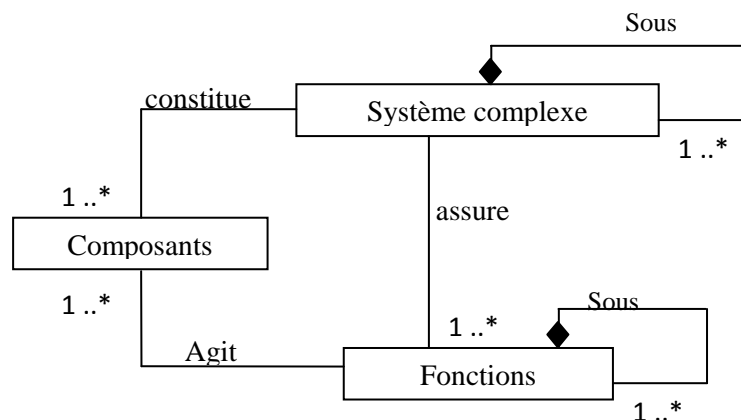 Sous
constitue
Système complexe
1 ..*
1 ..*
assure
Composants
1 ..*
Sous
1 ..*
Agit
Fonctions
1 ..*